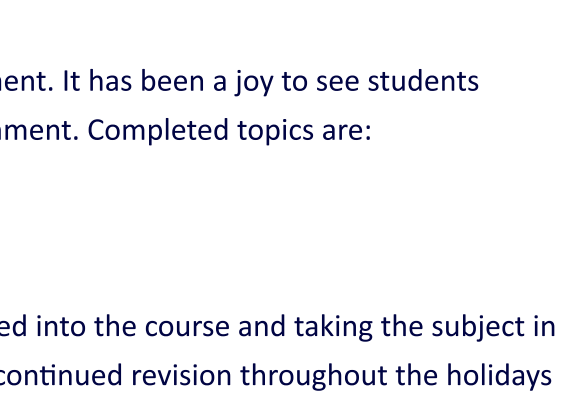 ent. It has been a joy to see students
ment. Completed topics are:
ed into the course and taking the subject in
continued revision throughout the holidays